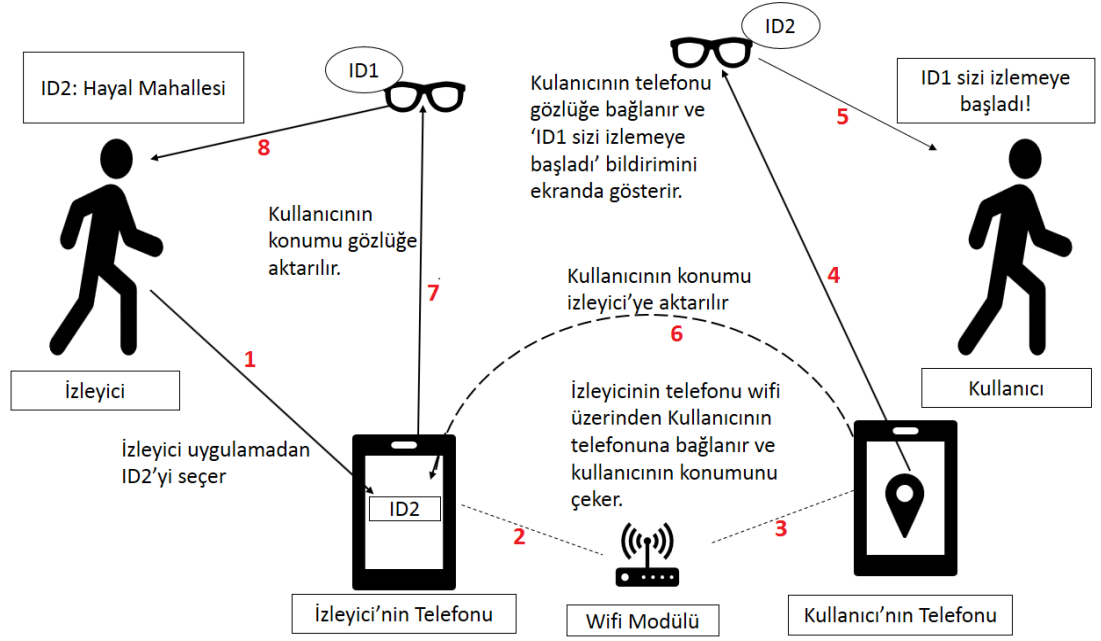 ID2
ID1
ID2: Hayal Mahallesi
Kulanıcının telefonu
gözlüğe bağlanır ve
‘ID1 sizi izlemeye
başladı’ bildirimini
ekranda gösterir.
ID1 sizi izlemeye
başladı!
5
8
Kullanıcının
konumu gözlüğe
aktarılır.
7
4
Kullanıcının konumu
izleyici’ye aktarılır
6
1
İzleyici
Kullanıcı
İzleyicinin telefonu wifi
üzerinden Kullanıcının
telefonuna bağlanır ve
kullanıcının konumunu
çeker.
İzleyici uygulamadan
ID2’yi seçer
ID2
2
3
İzleyici’nin Telefonu
Wifi Modülü
Kullanıcı’nın Telefonu